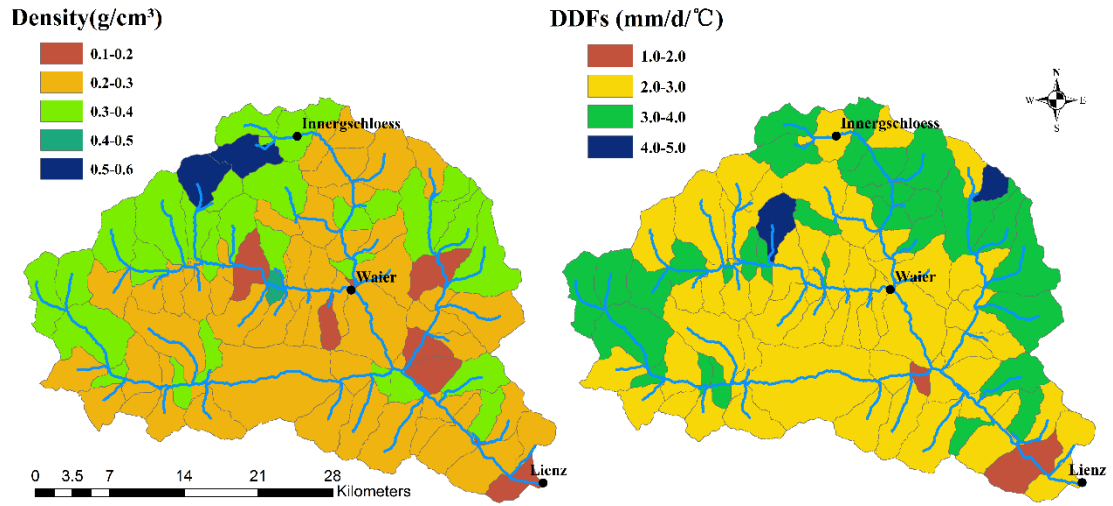 Density(g/cm³)
0.1-0.2
0.2-0.3
0.3-0.4
0.4-0.5
0.5-0.6
Innergschloess
Waier
Lienz
0 3.5 7 14 21 28
Kilometers
DDFs (mm/d/℃)
1.0-2.0
2.0-3.0
3.0-4.0
4.0-5.0
N
W E
S
Innergschloess
Waier
Lienz